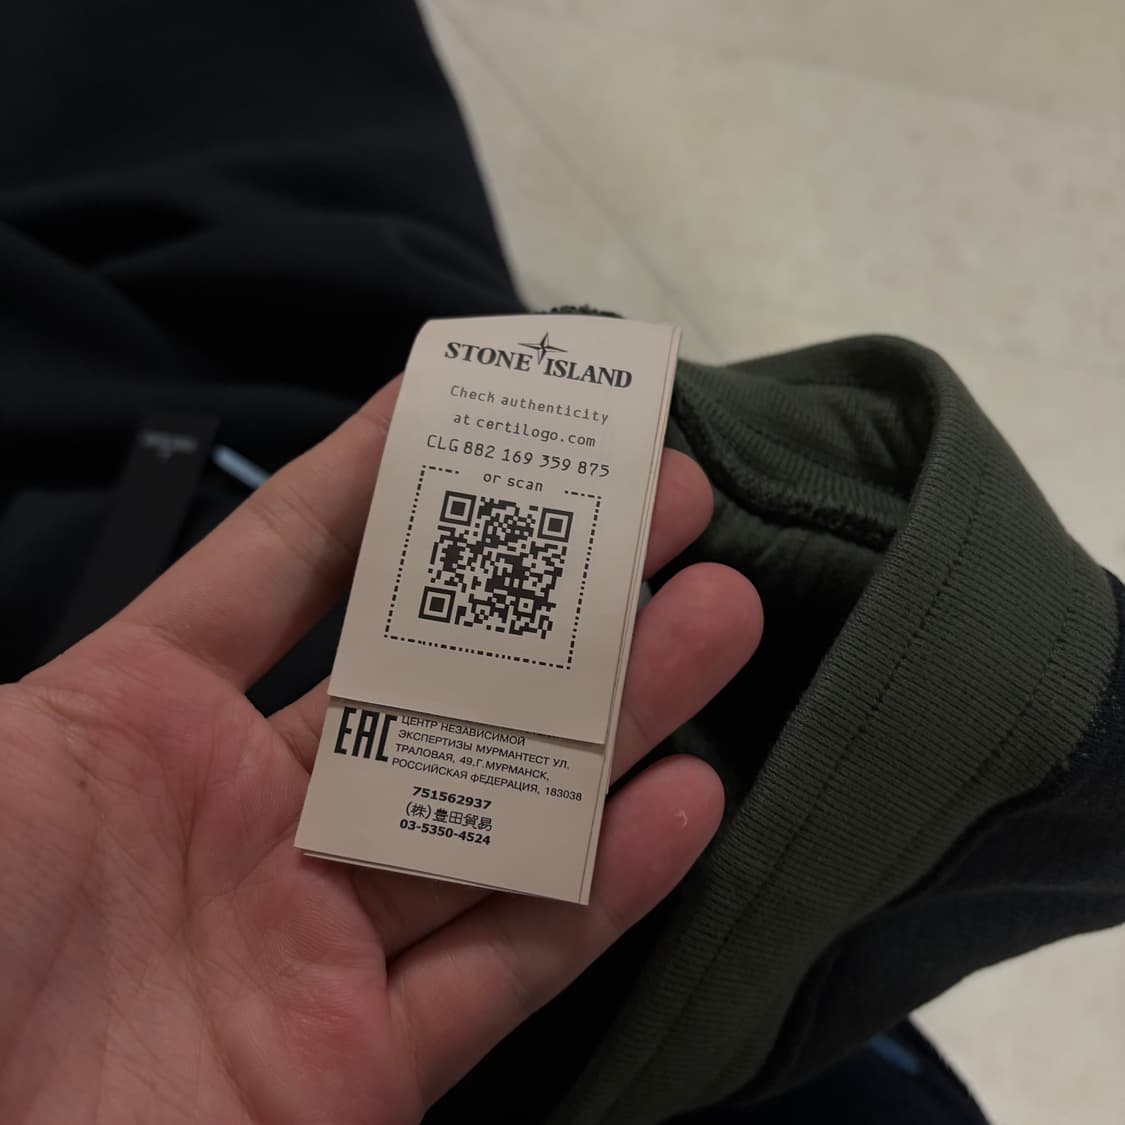 STONE ISLAND
Check authenticity
at certilogo.com
CLG 882 169 359 875
or scan
EAC
ЦЕНТР НЕЗАВИСИМОЙ
ЭКСПЕРТИЗЫ МУРМАНТЕСТ УЛ.
ТРАЛОВАЯ, 49,Г.МУРМАНСК,
РОССИЙСКАЯ ФЕДЕРАЦИЯ, 183038
751562937
(株)豊田貿易
03-5350-4524